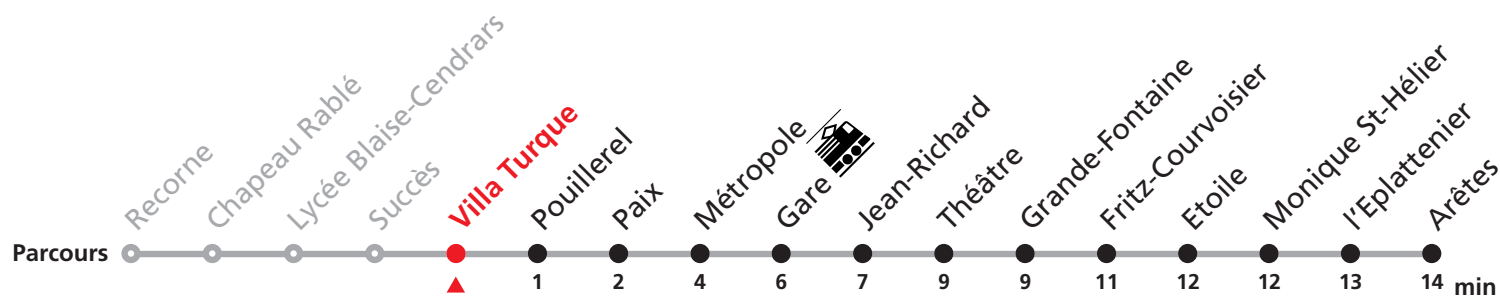 Recorne
Chapeau Rablé
Lycée Blaise-Cendrars
Succès
Villa Turque
Pouillerel
Paix
Métropole
Gare
Jean-Richard
Théâtre
Grande-Fontaine
Fritz-Courvoisier
Etoile
Monique St-Hélier
l'Eplattenier
Arêtes
Parcours
1 2 4 6 7 9 9 11 12 12 13 14 min